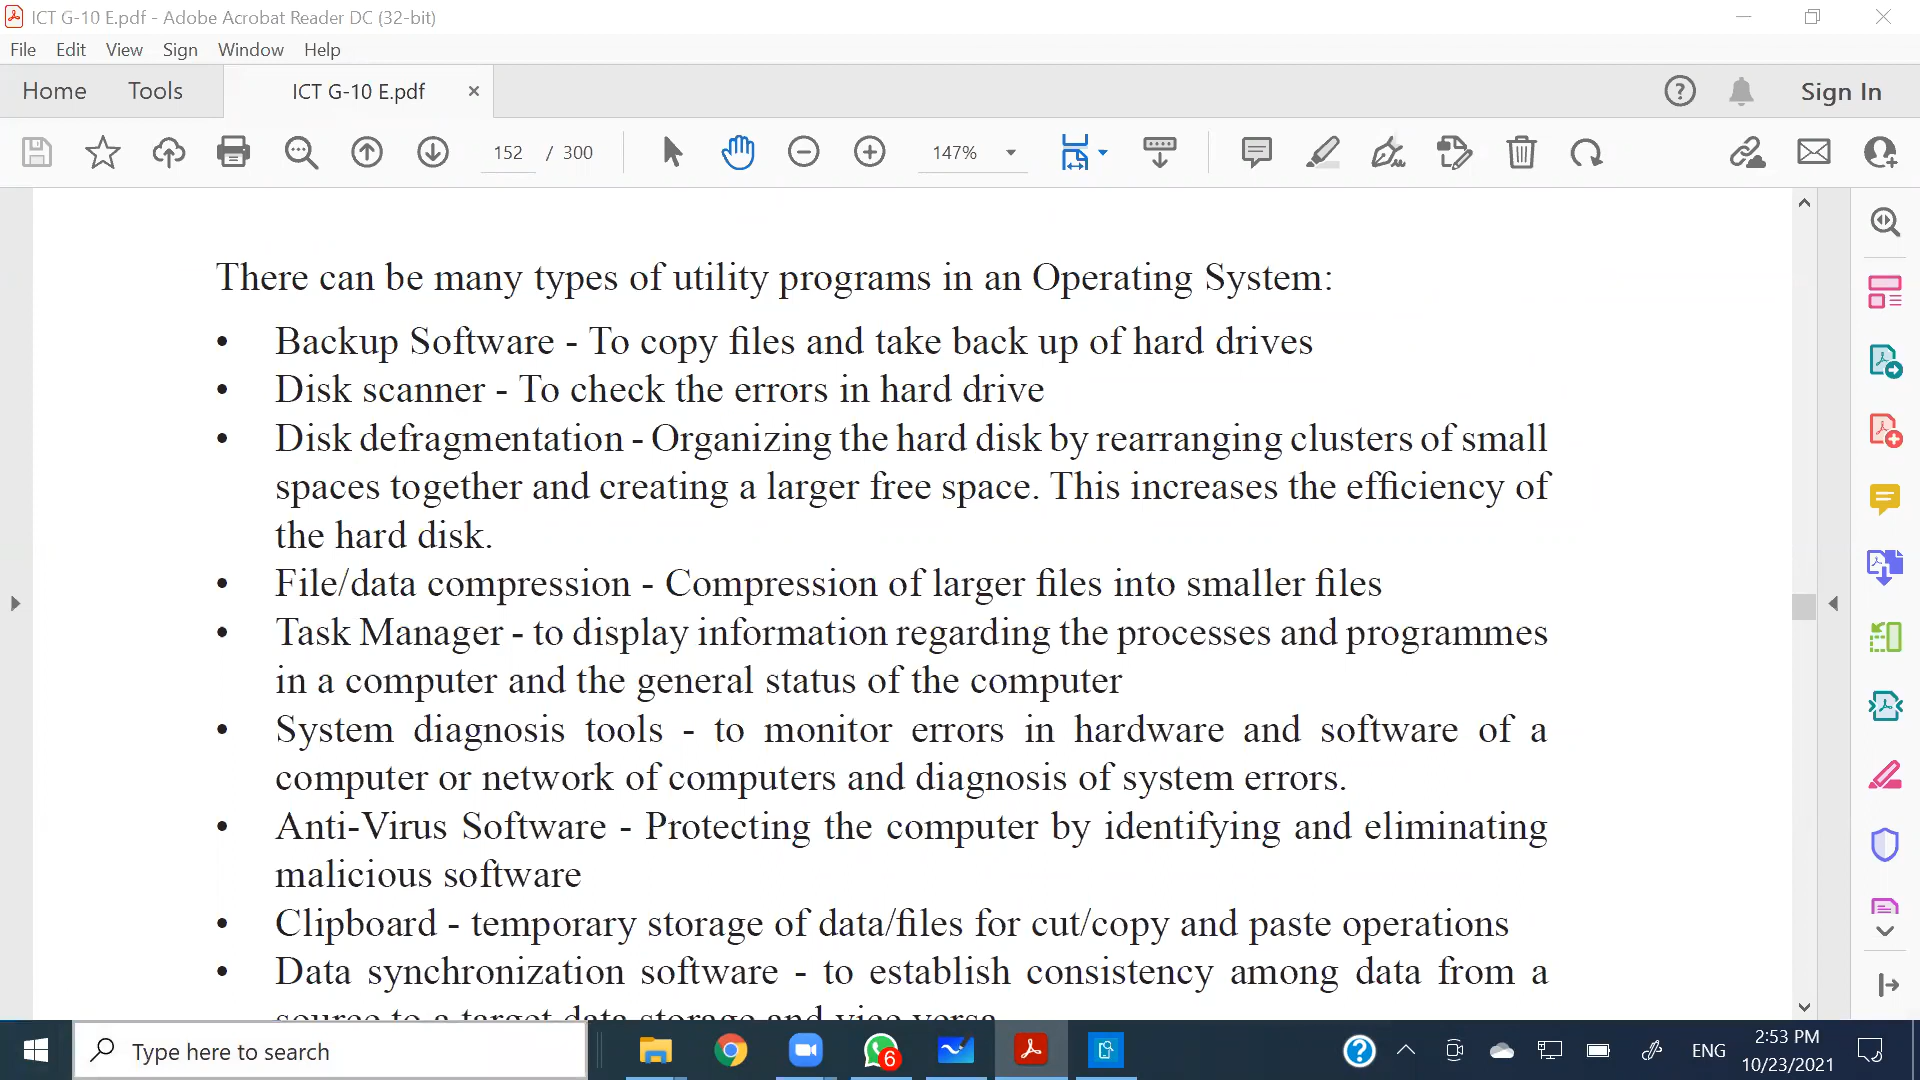 ICT G-10 E.pdf - Adobe Acrobat Reader DC (32-bit)
File Edit View Sign Window Help
Home Tools ICT G-10 E.pdf × Sign In
152 / 300 147%
There can be many types of utility programs in an Operating System:
• Backup Software - To copy files and take back up of hard drives
• Disk scanner - To check the errors in hard drive
• Disk defragmentation - Organizing the hard disk by rearranging clusters of small
spaces together and creating a larger free space. This increases the efficiency of
the hard disk.
• File/data compression - Compression of larger files into smaller files
• Task Manager - to display information regarding the processes and programmes
in a computer and the general status of the computer
• System diagnosis tools - to monitor errors in hardware and software of a
computer or network of computers and diagnosis of system errors.
• Anti-Virus Software - Protecting the computer by identifying and eliminating
malicious software
• Clipboard - temporary storage of data/files for cut/copy and paste operations
• Data synchronization software - to establish consistency among data from a
source to a target data storage and vice versa
Type here to search
6
ENG
2:53 PM
10/23/2021